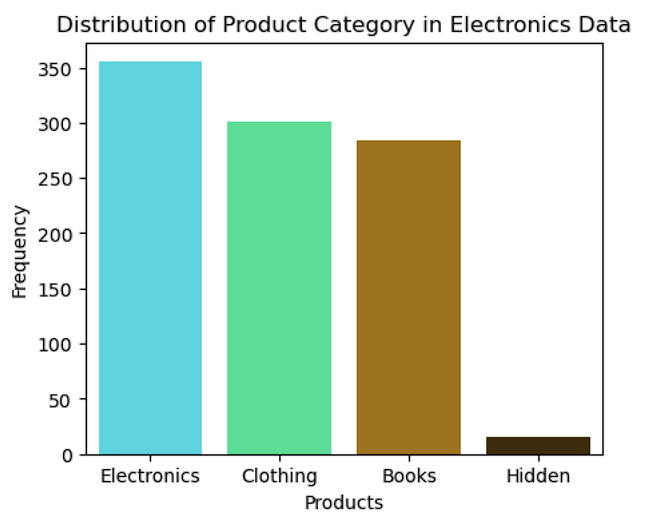 Distribution of Product Category in Electronics Data
350
300
250
200
150
100
50
0
Frequency
Electronics Clothing Books Hidden
Products